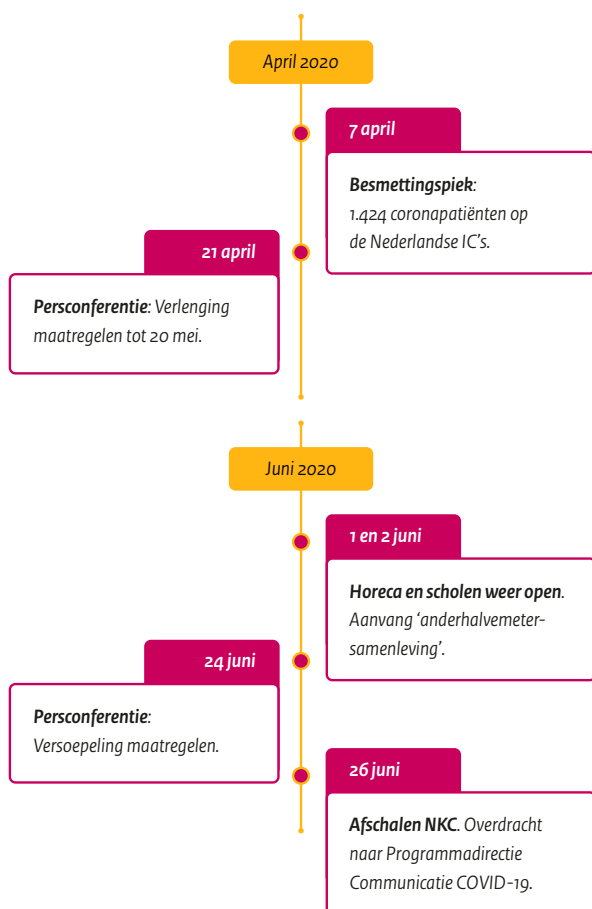 April 2020
7 april
Besmettingspiek:
1.424 coronapatiënten op
de Nederlandse IC's.
21 april
Persconferentie: Verlenging
maatregelen tot 20 mei.
Juni 2020
1 en 2 juni
Horeca en scholen weer open.
Aanvang ‘anderhalvemeter-
samenleving’.
24 juni
Persconferentie:
Versoepeling maatregelen.
26 juni
Afschalen NKC. Overdracht
naar Programmadirectie
Communicatie COVID-19.